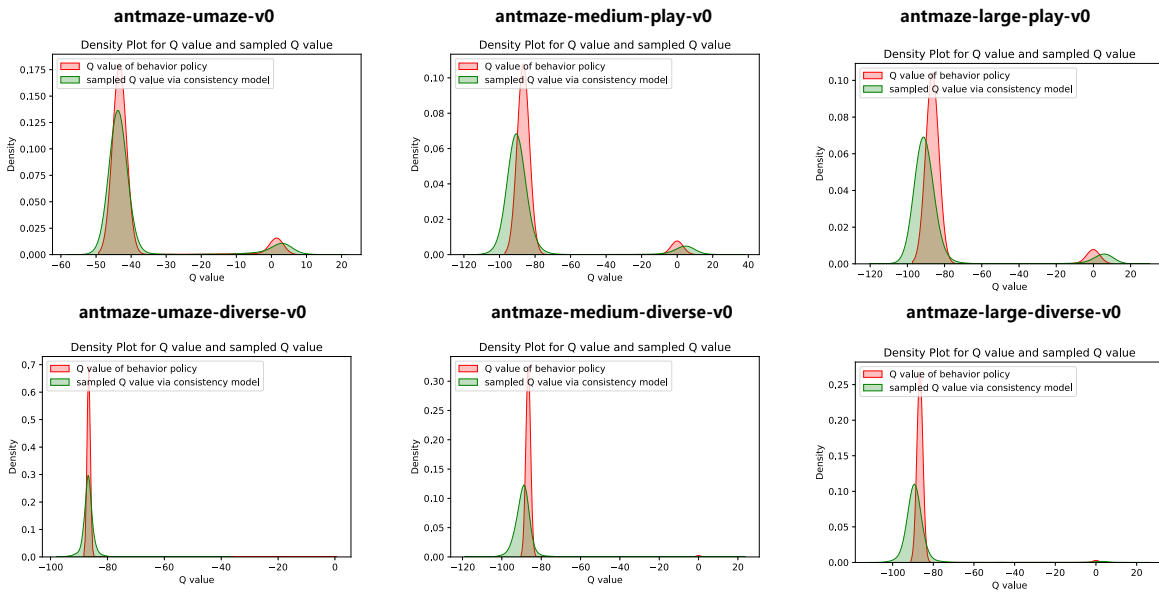 antmaze-umaze-v0
Density Plot for Q value and sampled Q value
Q value of behavior policy
sampled Q value via consistency model
Density
0.175
0.150
0.125
0.100
0.075
0.050
0.025
0.000
−60 −50 −40 −30 −20 −10 0 10 20
Q value
antmaze-medium-play-v0
Density Plot for Q value and sampled Q value
Q value of behavior policy
sampled Q value via consistency model
Density
0.10
0.08
0.06
0.04
0.02
0.00
−120 −100 −80 −60 −40 −20 0 20 40
Q value
antmaze-large-play-v0
Density Plot for Q value and sampled Q value
Q value of behavior policy
sampled Q value via consistency model
Density
0.10
0.08
0.06
0.04
0.02
0.00
−120 −100 −80 −60 −40 −20 0 20
Q value
antmaze-umaze-diverse-v0
Density Plot for Q value and sampled Q value
Q value of behavior policy
sampled Q value via consistency model
Density
0.7
0.6
0.5
0.4
0.3
0.2
0.1
0.0
−100 −80 −60 −40 −20 0
Q value
antmaze-medium-diverse-v0
Density Plot for Q value and sampled Q value
Q value of behavior policy
sampled Q value via consistency model
Density
0.30
0.25
0.20
0.15
0.10
0.05
0.00
−120 −100 −80 −60 −40 −20 0 20
Q value
antmaze-large-diverse-v0
Density Plot for Q value and sampled Q value
Q value of behavior policy
sampled Q value via consistency model
Density
0.25
0.20
0.15
0.10
0.05
0.00
−100 −80 −60 −40 −20 0 20
Q value